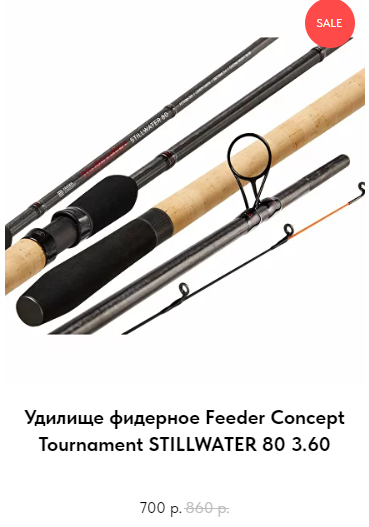 SALE
STILLWATER 80
Удилище фидерное Feeder Concept
Tournament STILLWATER 80 3.60
700 р. 860 р.